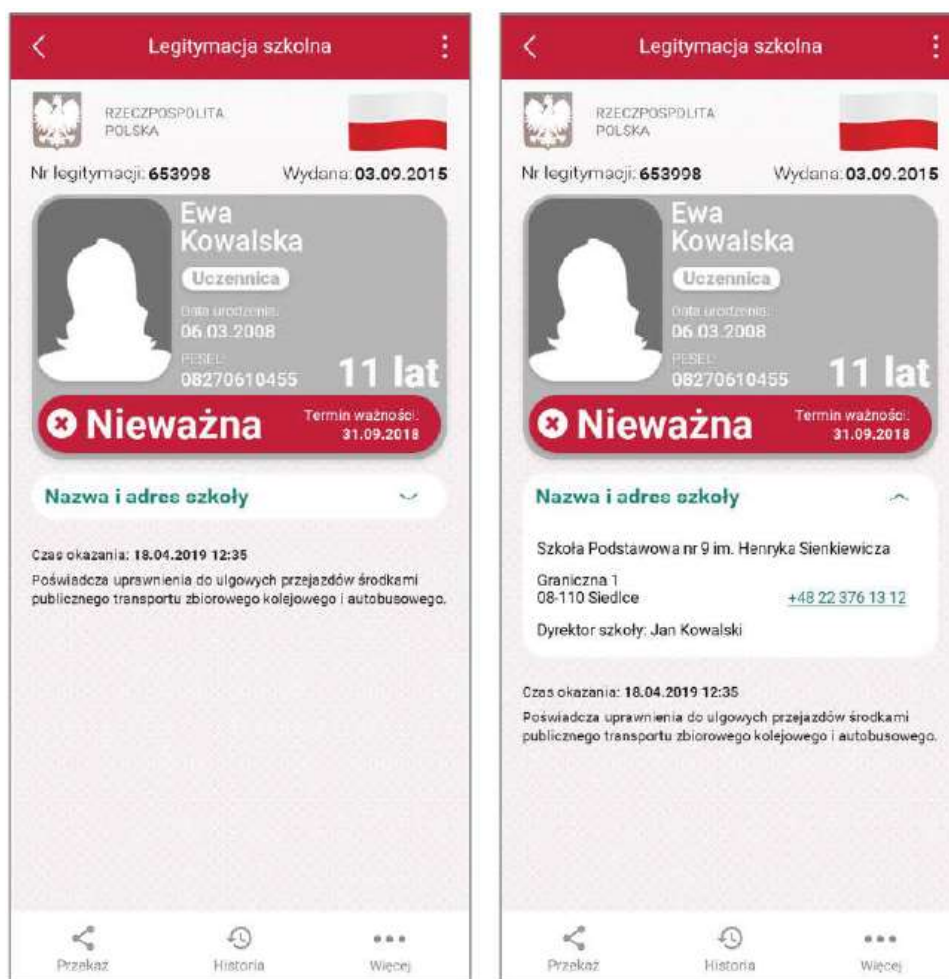 Legitymacja szkolna
RZECZPOSPOLITA
POLSKA
Nr legitymacji: 653998 Wydana: 03.09.2015
Ewa
Kowalska
Uczennica
Data urodzenia:
06.03.2008
PESEL:
08270610455 11 lat
Nieważna Termin ważności:
31.09.2018
Nazwa i adres szkoły
Czas okazania: 18.04.2019 12:35
Poświadcza uprawnienia do ulgowych przejazdów środkami
publicznego transportu zbiorowego kolejowego i autobusowego.
Przekaż Historia Więcej
Legitymacja szkolna
RZECZPOSPOLITA
POLSKA
Nr legitymacji: 653998 Wydana: 03.09.2015
Ewa
Kowalska
Uczennica
Data urodzenia:
06.03.2008
PESEL:
08270610455 11 lat
Nieważna Termin ważności:
31.09.2018
Nazwa i adres szkoły
Szkoła Podstawowa nr 9 im. Henryka Sienkiewicza
Graniczna 1
08-110 Siedlce +48 22 376 13 12
Dyrektor szkoły: Jan Kowalski
Czas okazania: 18.04.2019 12:35
Poświadcza uprawnienia do ulgowych przejazdów środkami
publicznego transportu zbiorowego kolejowego i autobusowego.
Przekaż Historia Więcej